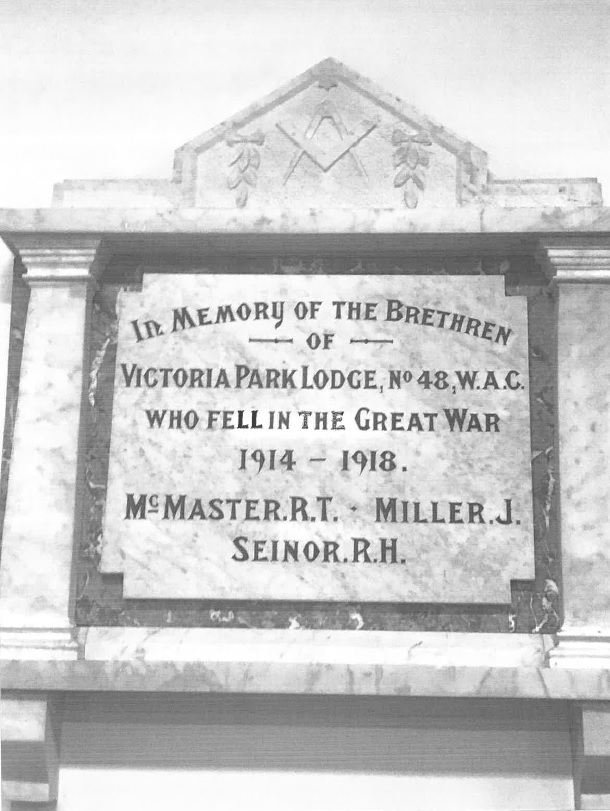 In Memory of the Brethren
— of —
Victoria Park Lodge, No 48, W.A.C.
who fell in the Great War
1914 – 1918.
McMaster.R.T. · Miller.J.
Seinor.R.H.